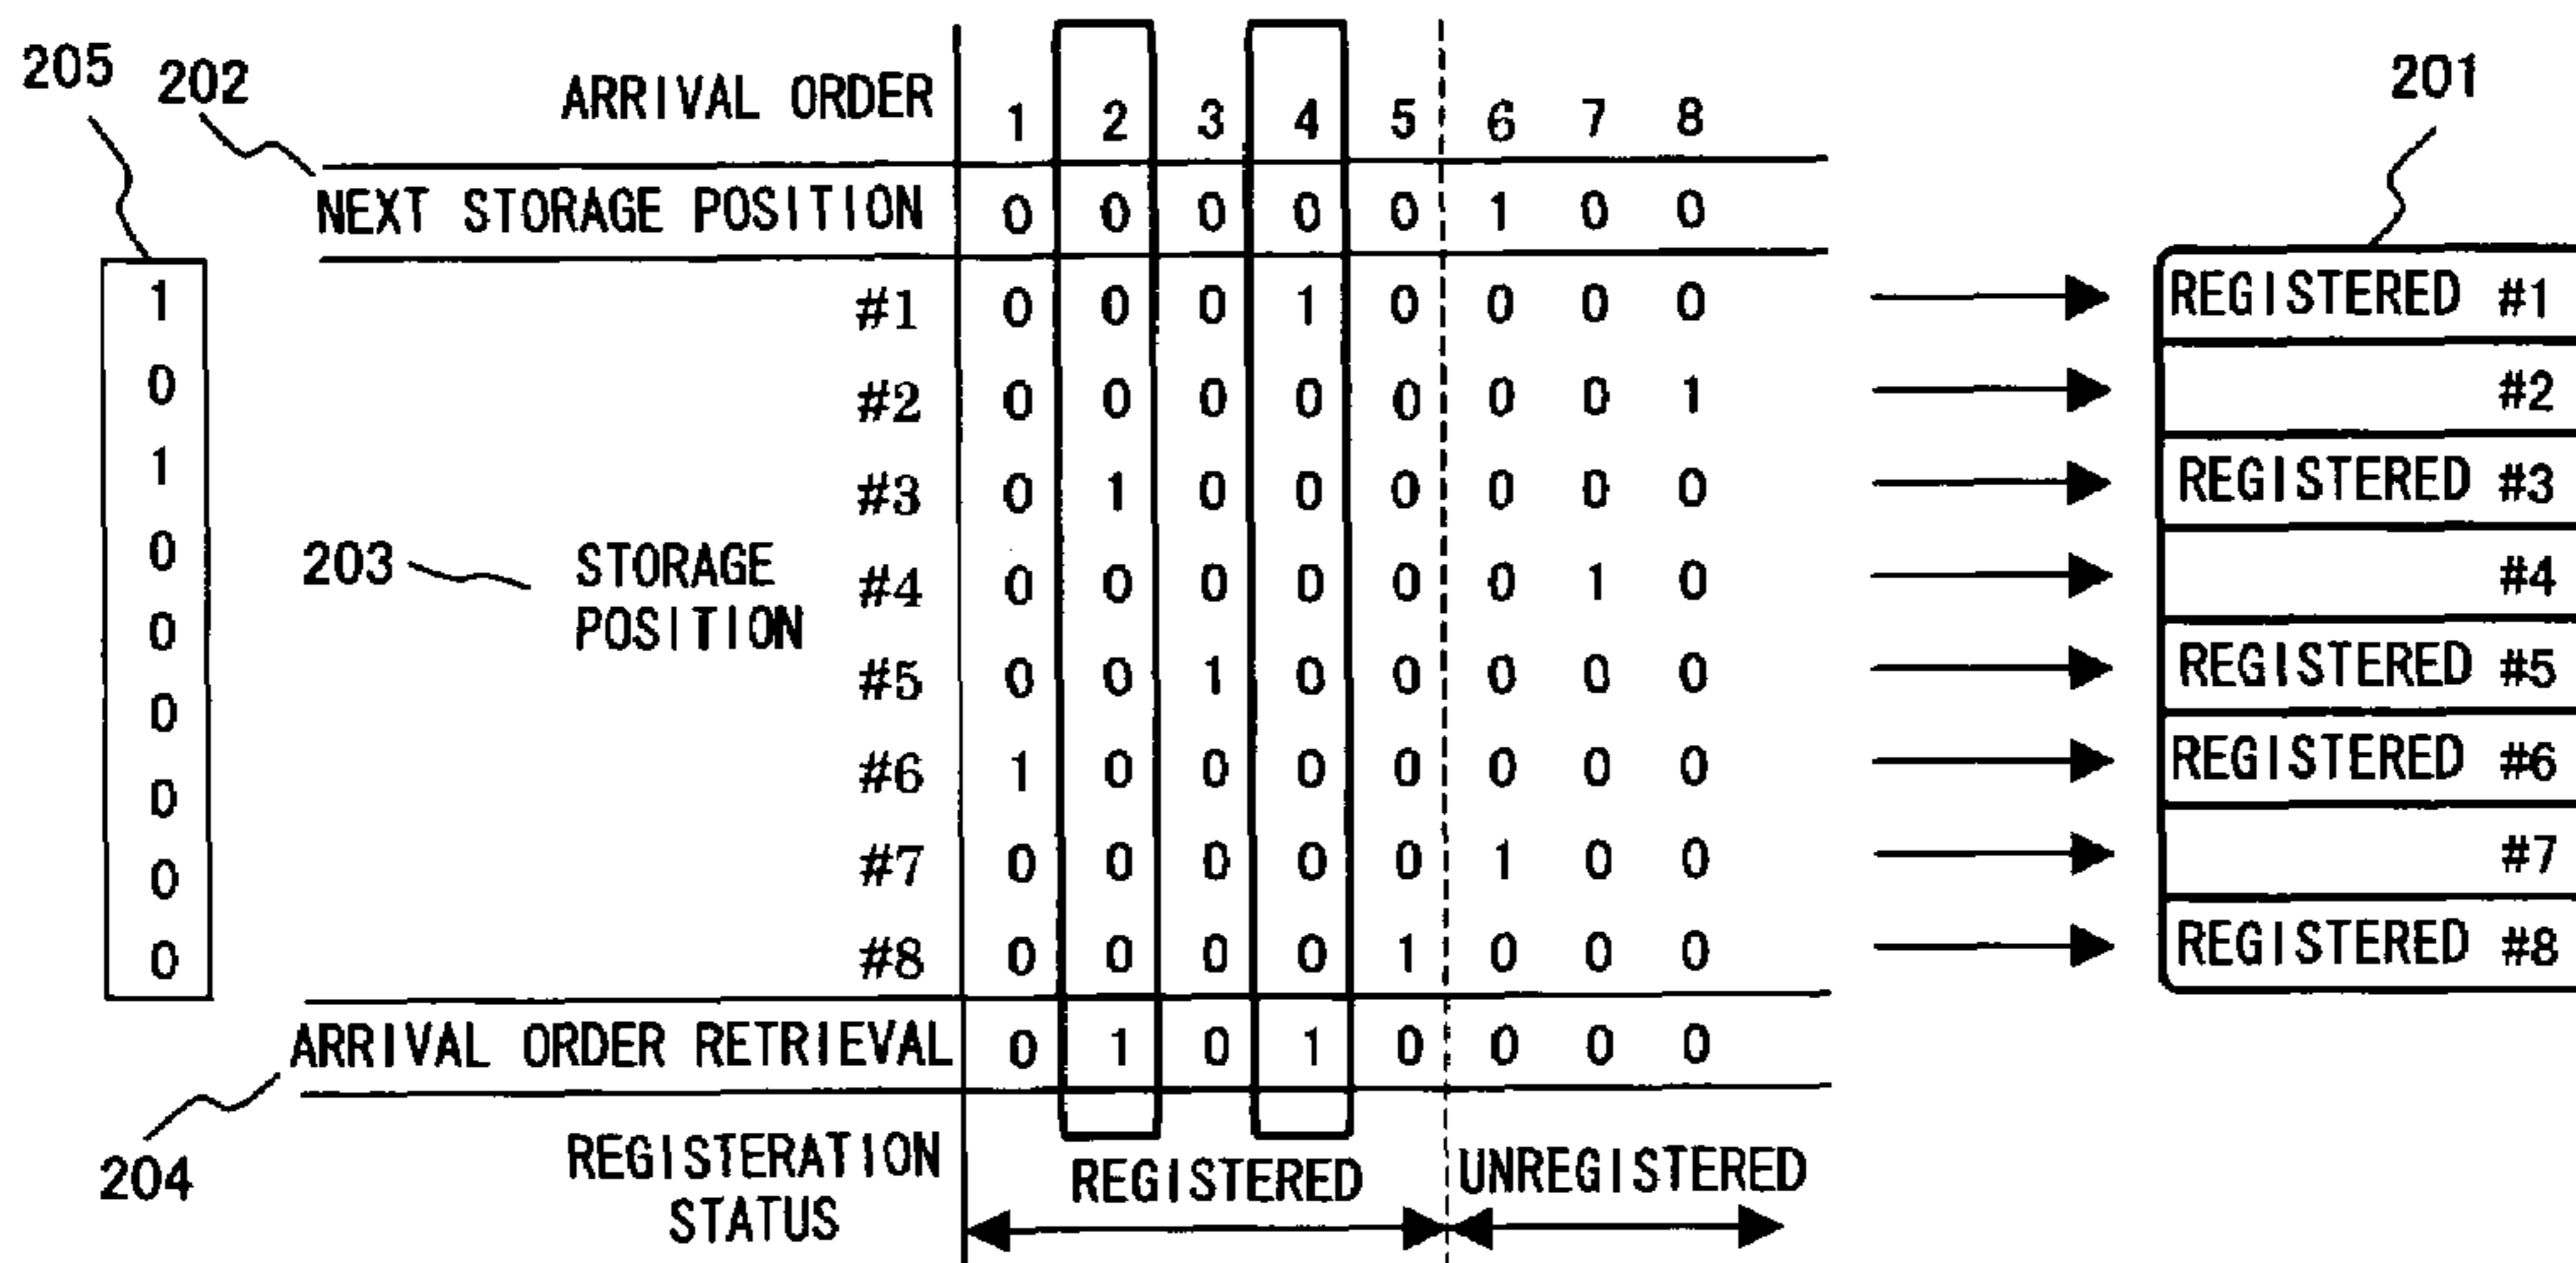 205 202 ARRIVAL ORDER 1 2 3 4 5 6 7 8 201
NEXT STORAGE POSITION 0 0 0 0 0 1 0 0
1 #1 0 0 0 1 0 0 0 0 REGISTERED #1
0 #2 0 0 0 0 0 0 0 1 #2
1 #3 0 1 0 0 0 0 0 0 REGISTERED #3
0 203 STORAGE #4 0 0 0 0 0 0 1 0 #4
0 POSITION
0 #5 0 0 1 0 0 0 0 0 REGISTERED #5
0 #6 1 0 0 0 0 0 0 0 REGISTERED #6
0 #7 0 0 0 0 0 1 0 0 #7
0 #8 0 0 0 0 1 0 0 0 REGISTERED #8
ARRIVAL ORDER RETRIEVAL 0 1 0 1 0 0 0 0
204 REGISTERATION REGISTERED UNREGISTERED
STATUS